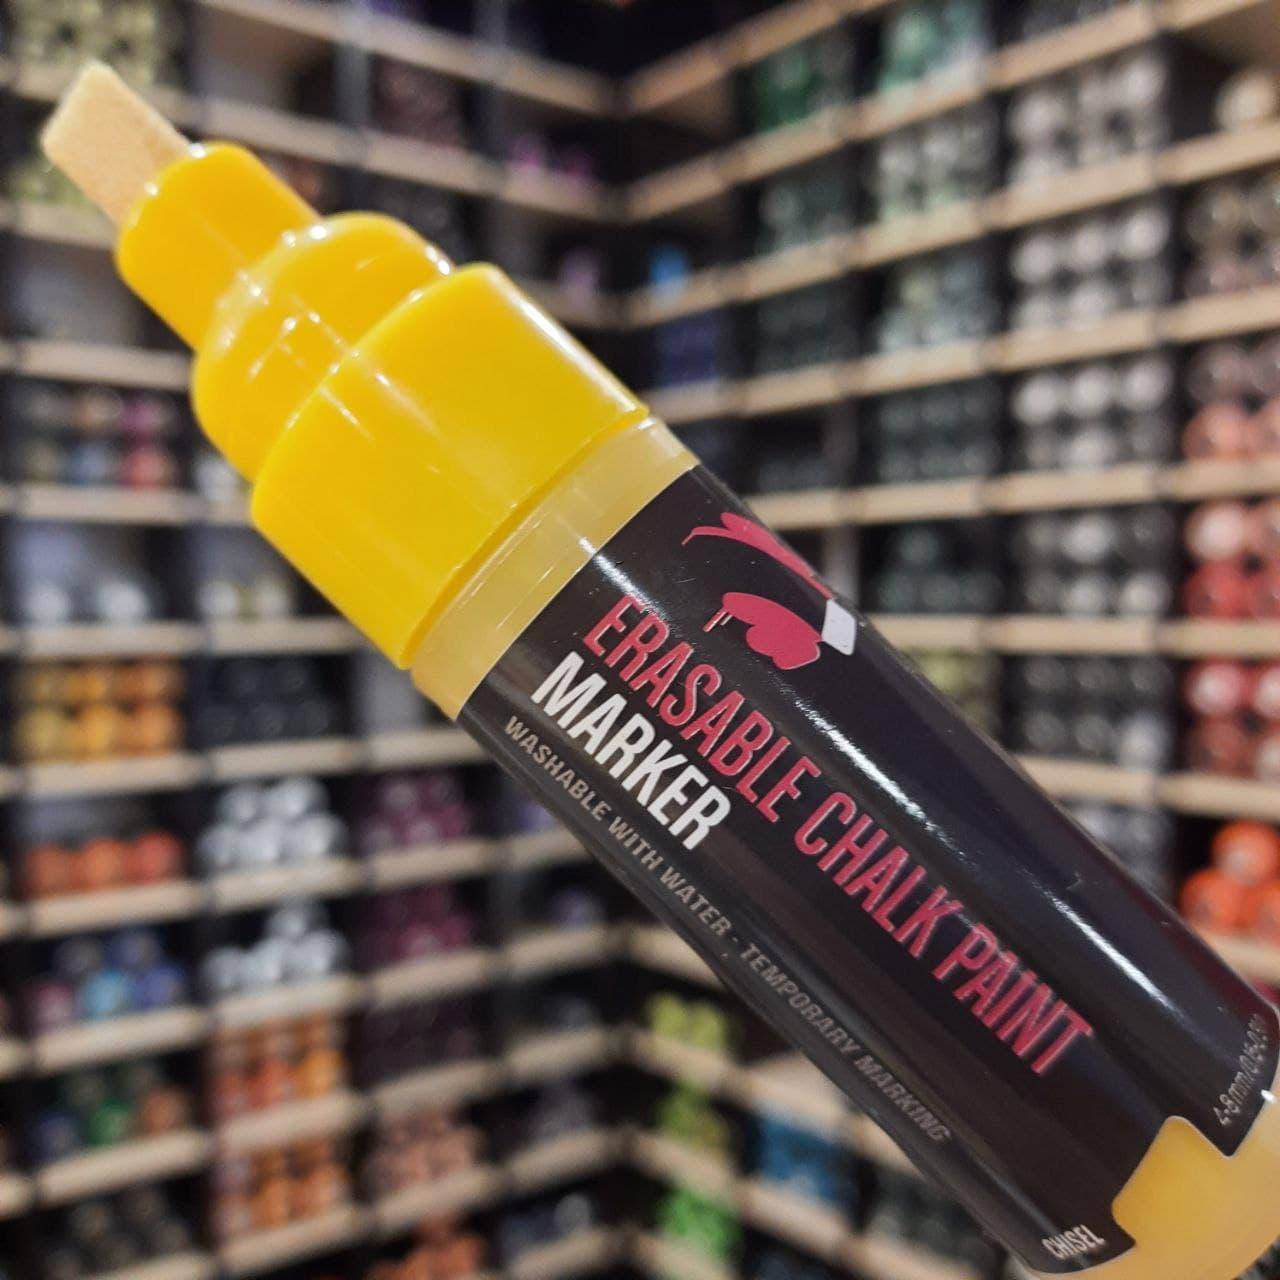 ERASABLE CHALK PAINT
MARKER
WASHABLE WITH WATER - TEMPORARY MARKING
CHISEL